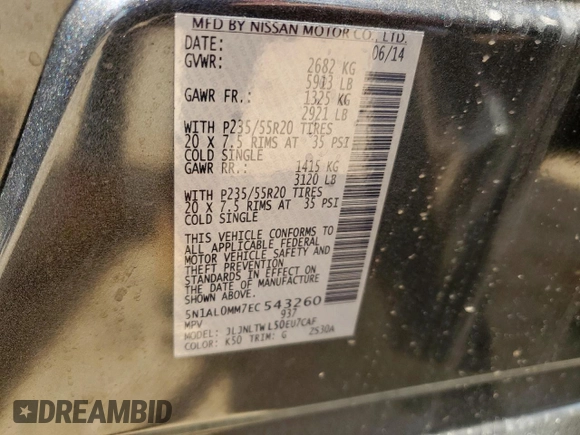 MFD BY NISSAN MOTOR CO., LTD.
DATE: 06/14
GVWR: 2682 KG
5913 LB
GAWR FR.: 1325 KG
2921 LB
WITH P235/55R20 TIRES
20 X 7.5 RIMS AT 35 PSI
COLD SINGLE
GAWR RR.: 1415 KG
3120 LB
WITH P235/55R20 TIRES
20 X 7.5 RIMS AT 35 PSI
COLD SINGLE
THIS VEHICLE CONFORMS TO
ALL APPLICABLE FEDERAL
MOTOR VEHICLE SAFETY AND
THEFT PREVENTION
STANDARDS IN EFFECT ON
THE DATE OF MANUFACTURE
SHOWN ABOVE.
5N1AL0MM7EC543260
MPV 937
MODEL: JLJNLTWL50EU7CAF
COLOR: K50 TRIM: G 2S30A
DREAMBID